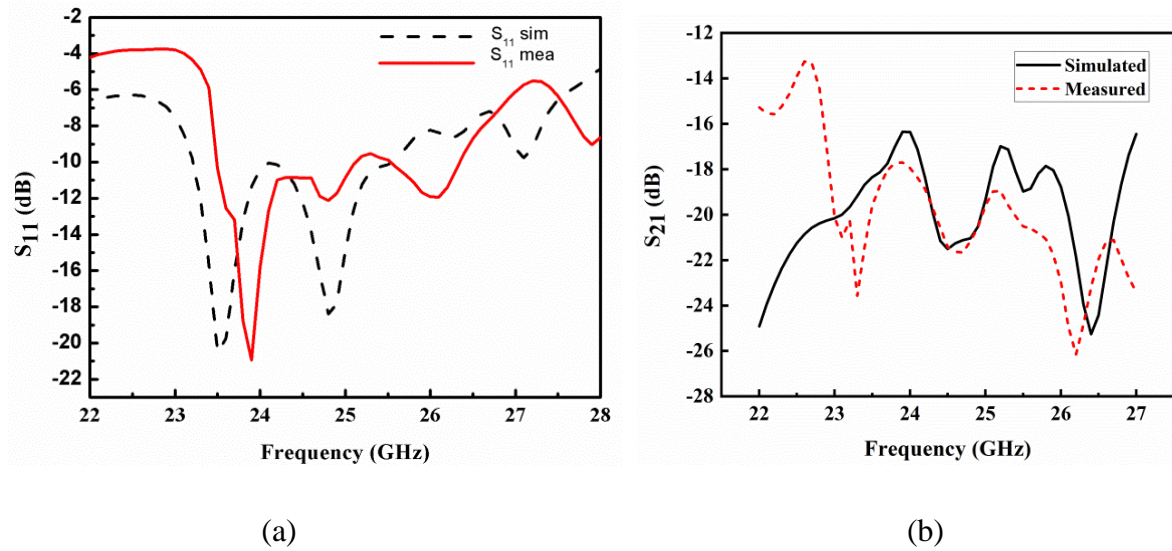 -2
-4
-6
-8
-10
-12
-14
-16
-18
-20
-22
S11 (dB)
S11 sim
S11 mea
22 23 24 25 26 27 28
Frequency (GHz)
(a)
-12
-14
-16
-18
-20
-22
-24
-26
-28
S21 (dB)
Simulated
Measured
22 23 24 25 26 27
Frequency (GHz)
(b)